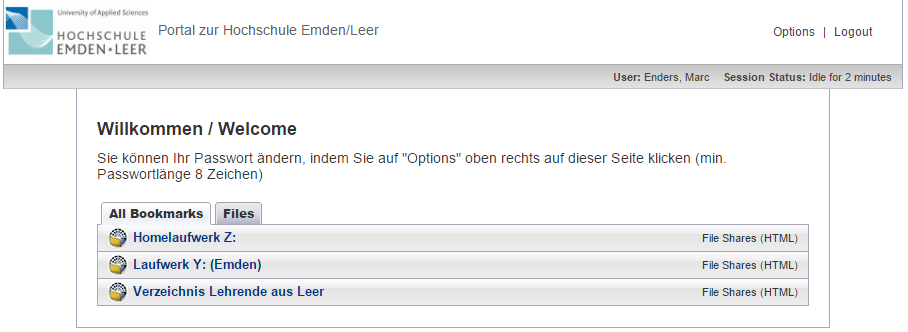 University of Applied Sciences
HOCHSCHULE
EMDEN•LEER
Portal zur Hochschule Emden/Leer
Options | Logout
User: Enders, Marc Session Status: Idle for 2 minutes
Willkommen / Welcome
Sie können Ihr Passwort ändern, indem Sie auf "Options" oben rechts auf dieser Seite klicken (min.
Passwortlänge 8 Zeichen)
All Bookmarks Files
Homelaufwerk Z: File Shares (HTML)
Laufwerk Y: (Emden) File Shares (HTML)
Verzeichnis Lehrende aus Leer File Shares (HTML)